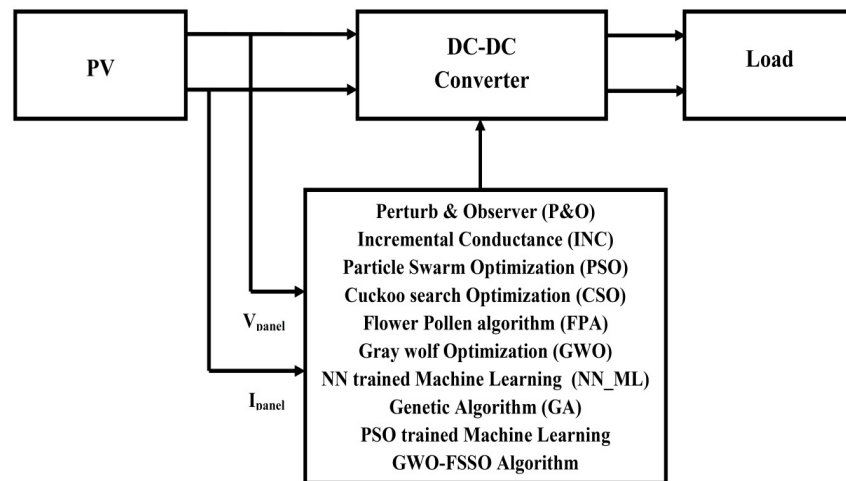 PV
DC-DC
Converter
Load
Perturb & Observer (P&O)
Incremental Conductance (INC)
Particle Swarm Optimization (PSO)
Cuckoo search Optimization (CSO)
Flower Pollen algorithm (FPA)
Gray wolf Optimization (GWO)
NN trained Machine Learning (NN_ML)
Genetic Algorithm (GA)
PSO trained Machine Learning
GWO-FSSO Algorithm
VPanel
IPanel